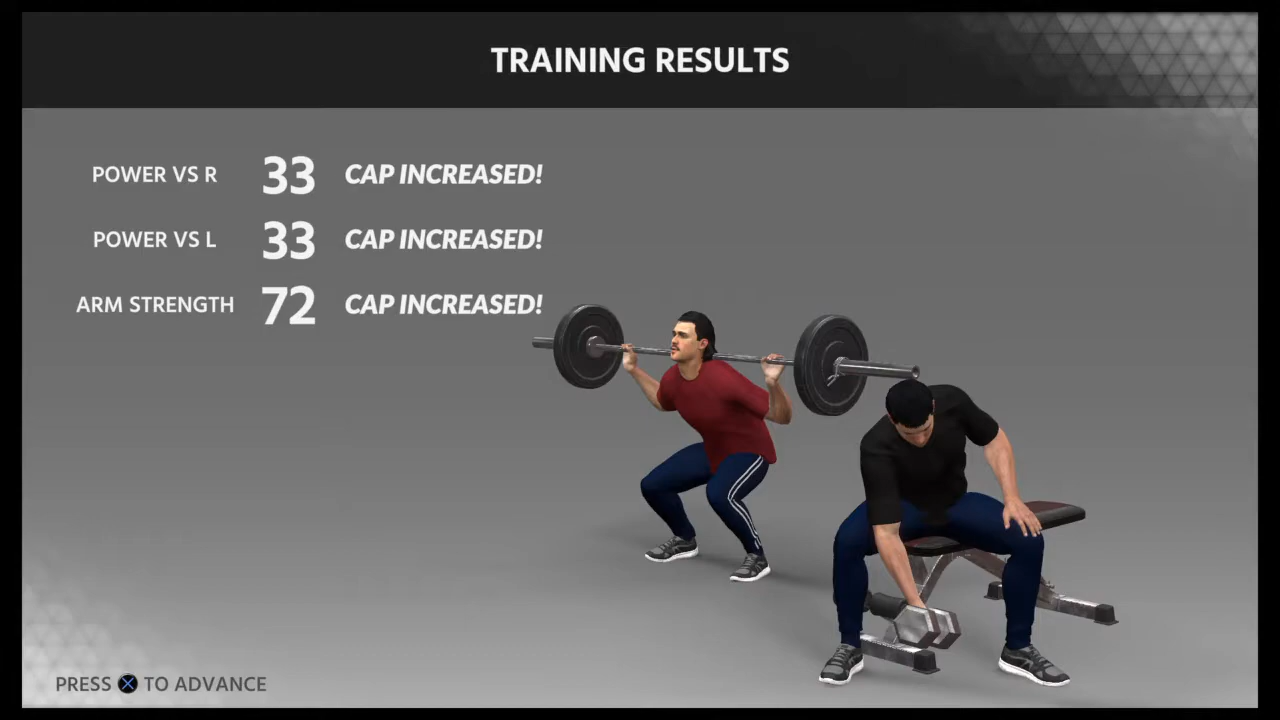 TRAINING RESULTS
POWER VS R 33 CAP INCREASED!
POWER VS L 33 CAP INCREASED!
ARM STRENGTH 72 CAP INCREASED!
PRESS X TO ADVANCE